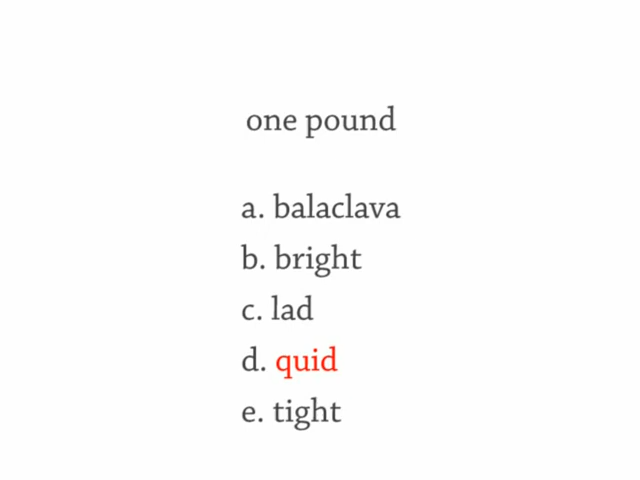 one pound
a. balaclava
b. bright
c. lad
d. quid
e. tight